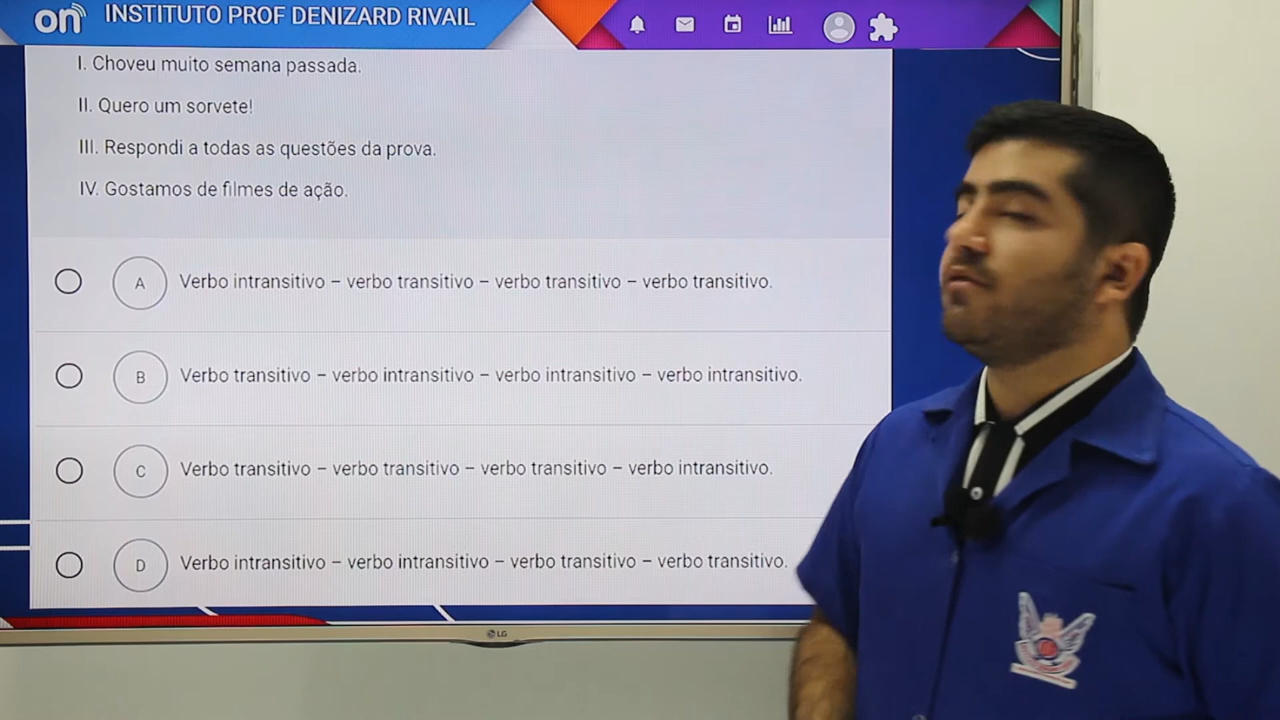 on INSTITUTO PROF DENIZARD RIVAIL
I. Choveu muito semana passada.
II. Quero um sorvete!
III. Respondi a todas as questões da prova.
IV. Gostamos de filmes de ação.
A Verbo intransitivo – verbo transitivo – verbo transitivo – verbo transitivo.
B Verbo transitivo – verbo intransitivo – verbo intransitivo – verbo intransitivo.
C Verbo transitivo – verbo transitivo – verbo transitivo – verbo intransitivo.
D Verbo intransitivo – verbo intransitivo – verbo transitivo – verbo transitivo.
LG